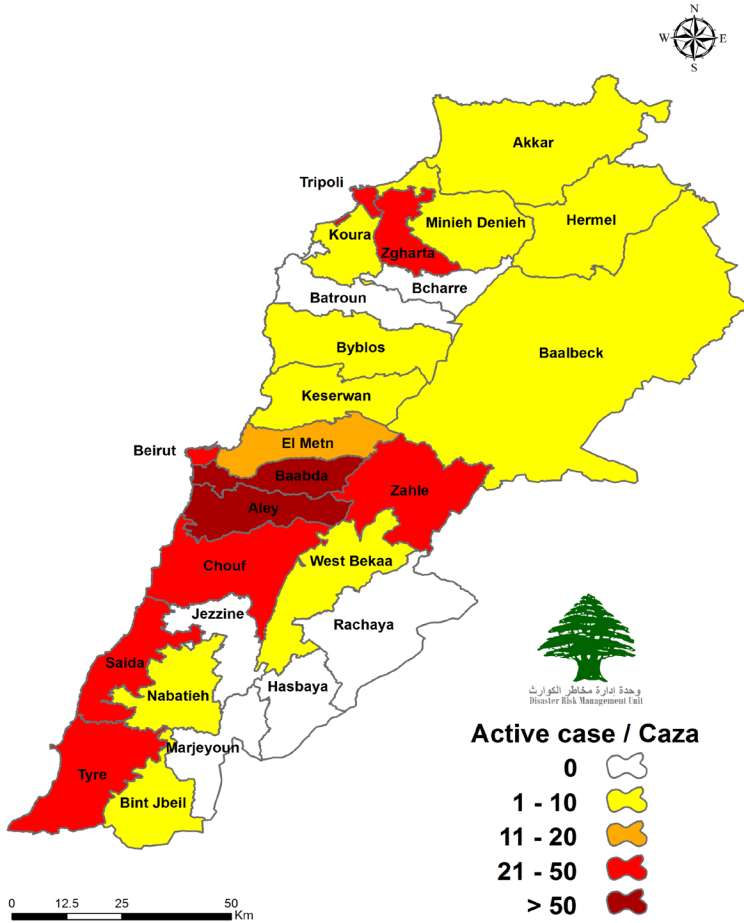 N
W E
S
Akkar
Tripoli
Hermel
Minieh Denieh
Koura
Zgharta
Bcharre
Batroun
Byblos
Baalbeck
Keserwan
El Metn
Beirut
Baabda
Zahle
Aley
West Bekaa
Chouf
Jezzine
Rachaya
Saida
Hasbaya
Nabatieh
Marjeyoun
Tyre
Bint Jbeil
وحدة إدارة مخاطر الكوارث
Disaster Risk Management Unit
Active case / Caza
0
1 - 10
11 - 20
21 - 50
> 50
0 12.5 25 50
Km